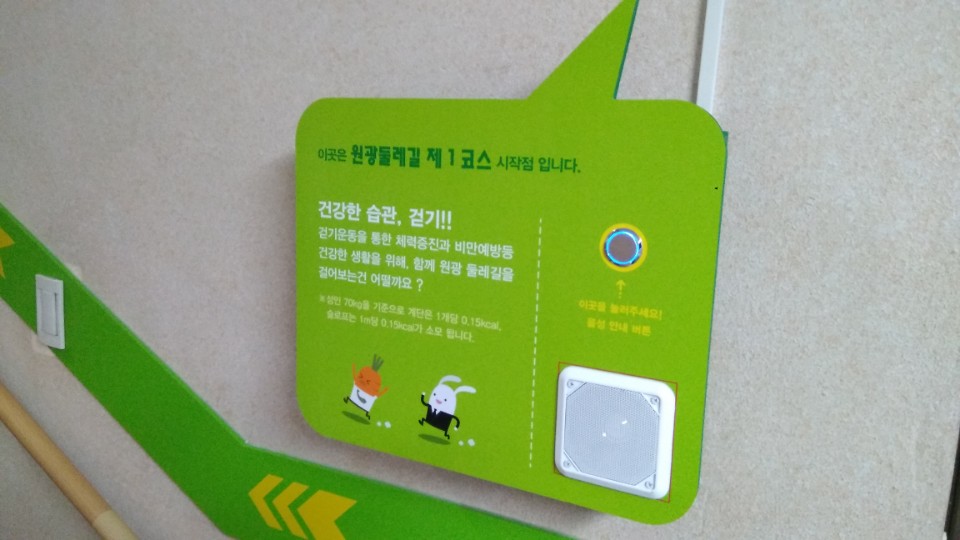 이곳은 원광둘레길 제 1 코스 시작점 입니다.
건강한 습관, 걷기!!
걷기운동을 통한 체력증진과 비만예방등
건강한 생활을 위해, 함께 원광 둘레길을
걸어보는건 어떨까요 ?
※성인 70kg을 기준으로 계단은 1개당 0.15kcal,
슬로프는 1m당 0.15kcal가 소모 됩니다.
이곳을 눌러주세요!
음성 안내 버튼